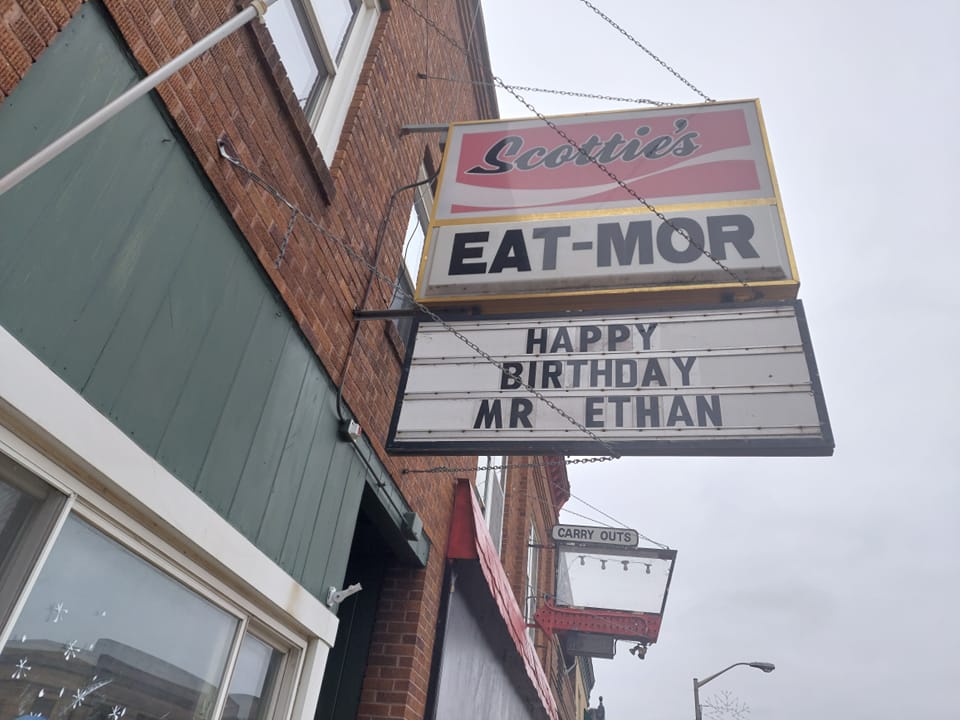 Scottie's
EAT-MOR
HAPPY
BIRTHDAY
MR ETHAN
CARRY OUTS